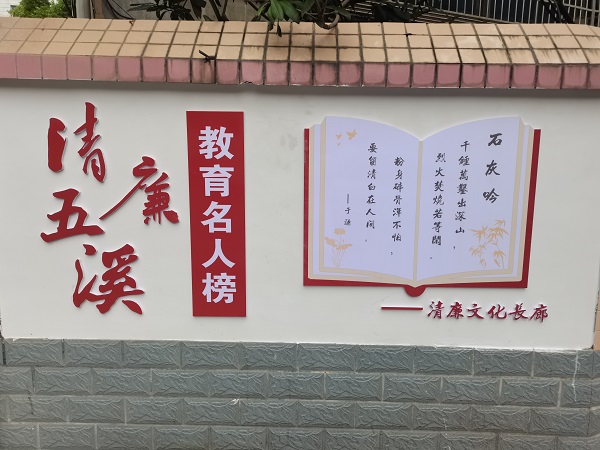 清廉五溪
教育名人榜
石灰吟
千錘萬鑿出深山，
烈火焚燒若等閑。
粉身碎骨渾不怕，
要留清白在人間。
——于謙
——清廉文化長廊